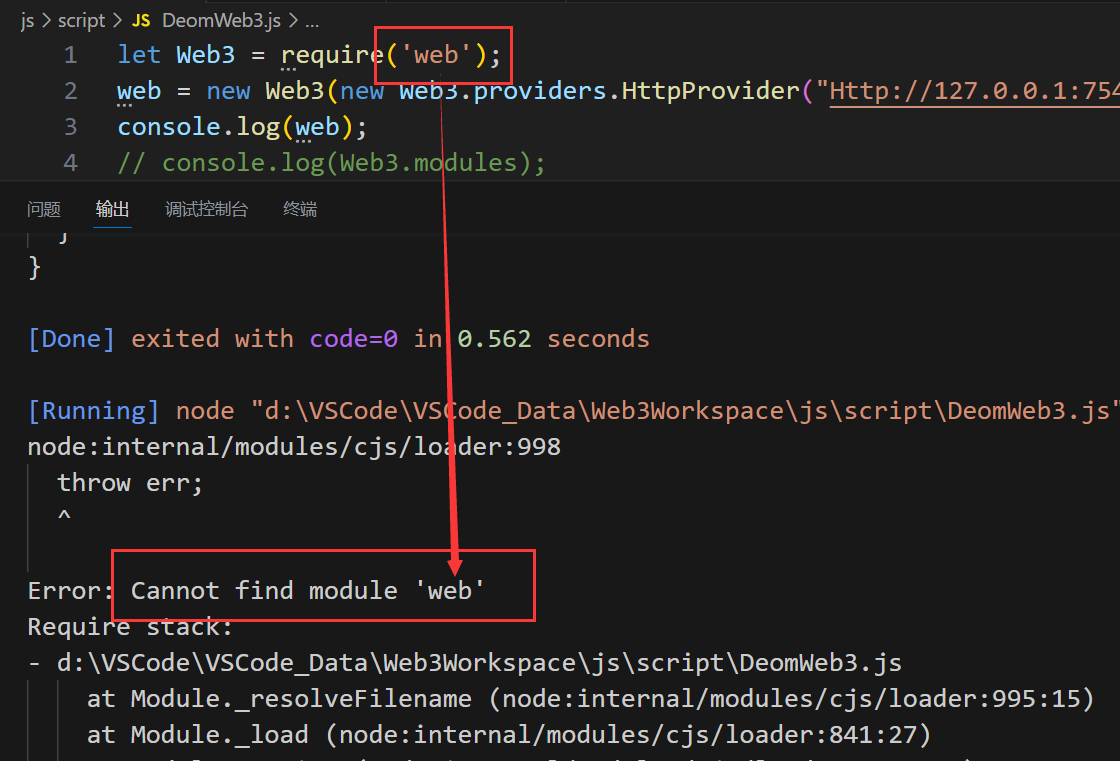 js > script > JS DeomWeb3.js > ...
1 let Web3 = require('web');
2 web = new Web3(new Web3.providers.HttpProvider("Http://127.0.0.1:754
3 console.log(web);
4 // console.log(Web3.modules);
问题 输出 调试控制台 终端
}
}
[Done] exited with code=0 in 0.562 seconds
[Running] node "d:\VSCode\VSCode_Data\Web3Workspace\js\script\DeomWeb3.js"
node:internal/modules/cjs/loader:998
throw err;
^
Error: Cannot find module 'web'
Require stack:
- d:\VSCode\VSCode_Data\Web3Workspace\js\script\DeomWeb3.js
at Module._resolveFilename (node:internal/modules/cjs/loader:995:15)
at Module._load (node:internal/modules/cjs/loader:841:27)